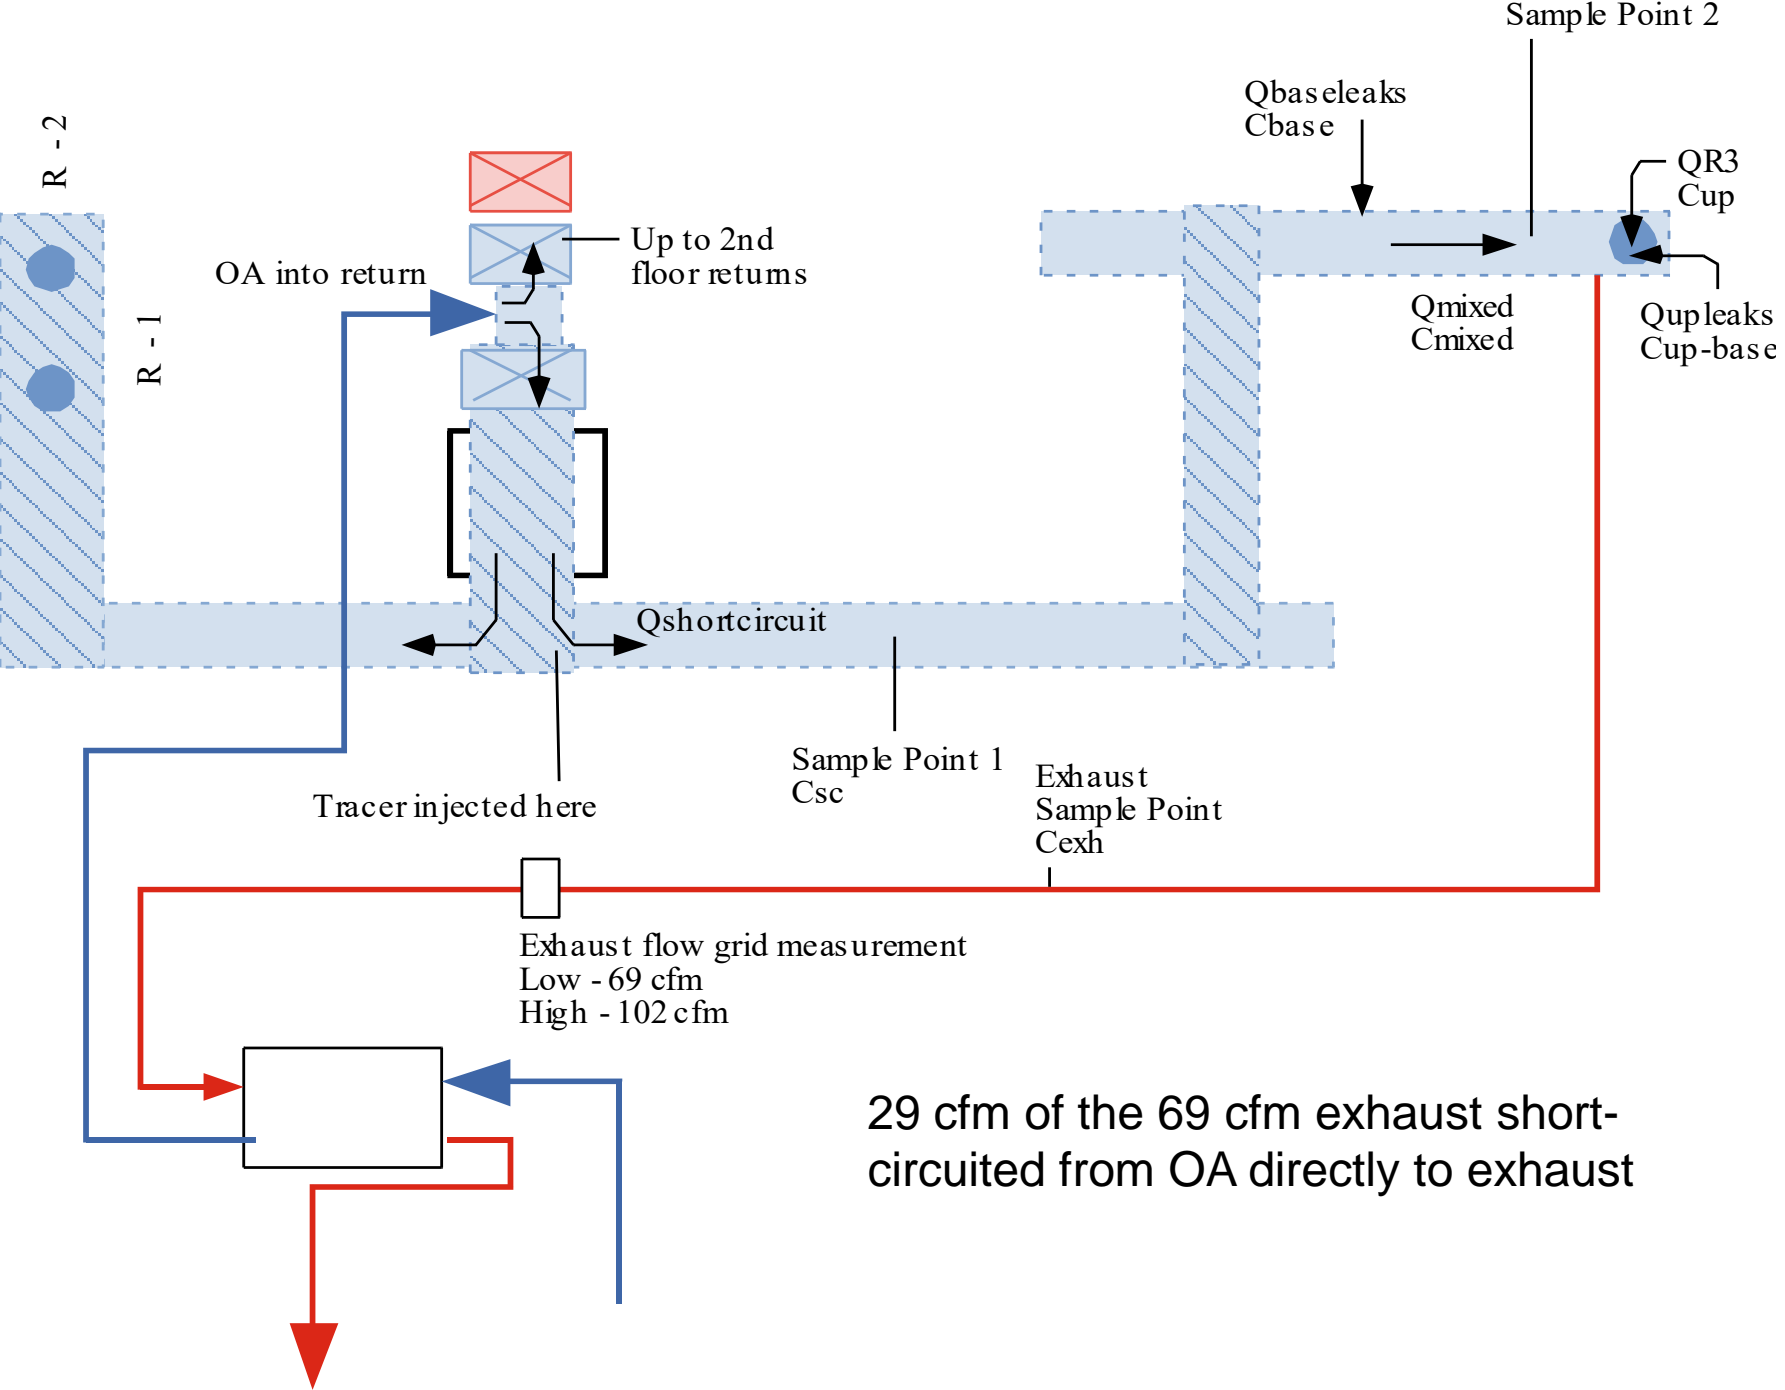 Sample Point 2
Qbaseleaks
Cbase
R - 2
QR3
Cup
Up to 2nd
floor returns
OA into return
Qmixed
Cmixed
Qupleaks
Cup-base
R - 1
Qshortcircuit
Sample Point 1
Csc
Exhaust
Sample Point
Cexh
Tracer injected here
Exhaust flow grid measurement
Low - 69 cfm
High - 102 cfm
29 cfm of the 69 cfm exhaust short-
circuited from OA directly to exhaust